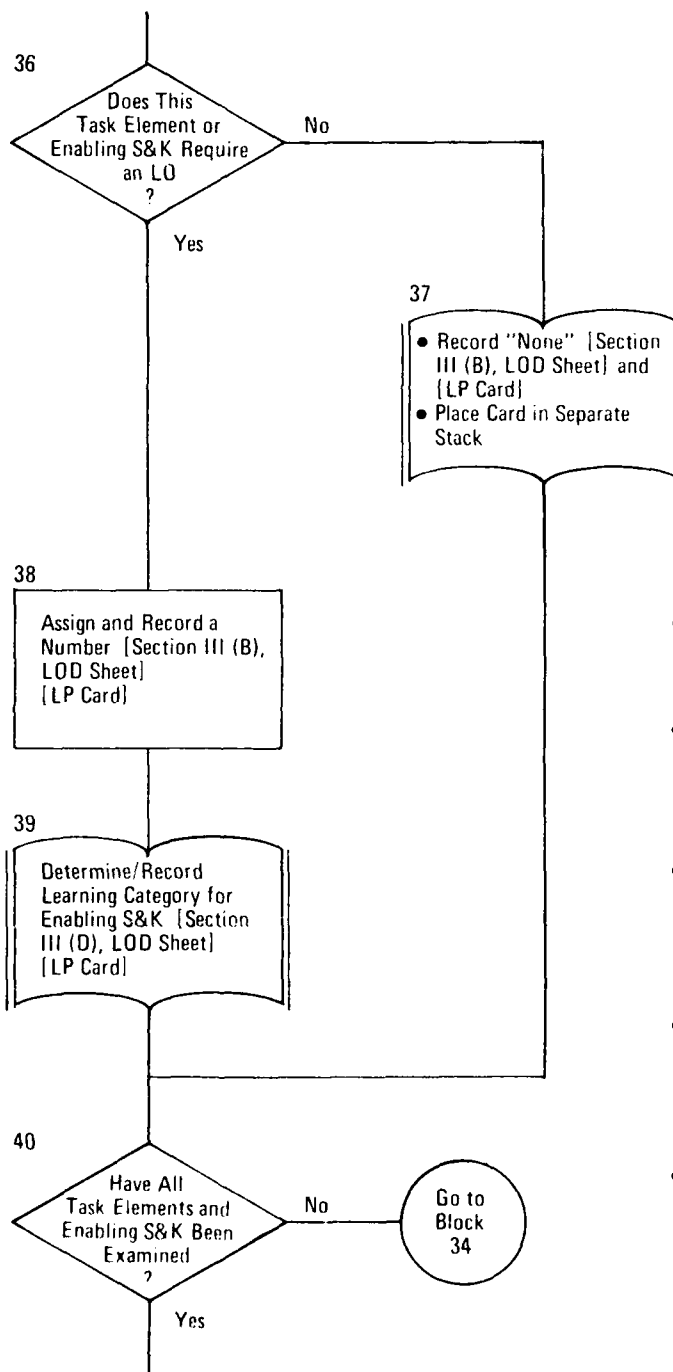 36
Does This
Task Element or
Enabling S&K Require
an LO
?
No
Yes
37
• Record "None" [Section
III (B), LOD Sheet] and
[LP Card]
• Place Card in Separate
Stack
38
Assign and Record a
Number [Section III (B),
LOD Sheet]
[LP Card]
39
Determine/Record
Learning Category for
Enabling S&K [Section
III (D), LOD Sheet]
[LP Card]
40
Have All
Task Elements and
Enabling S&K Been
Examined
?
No
Go to
Block
34
Yes